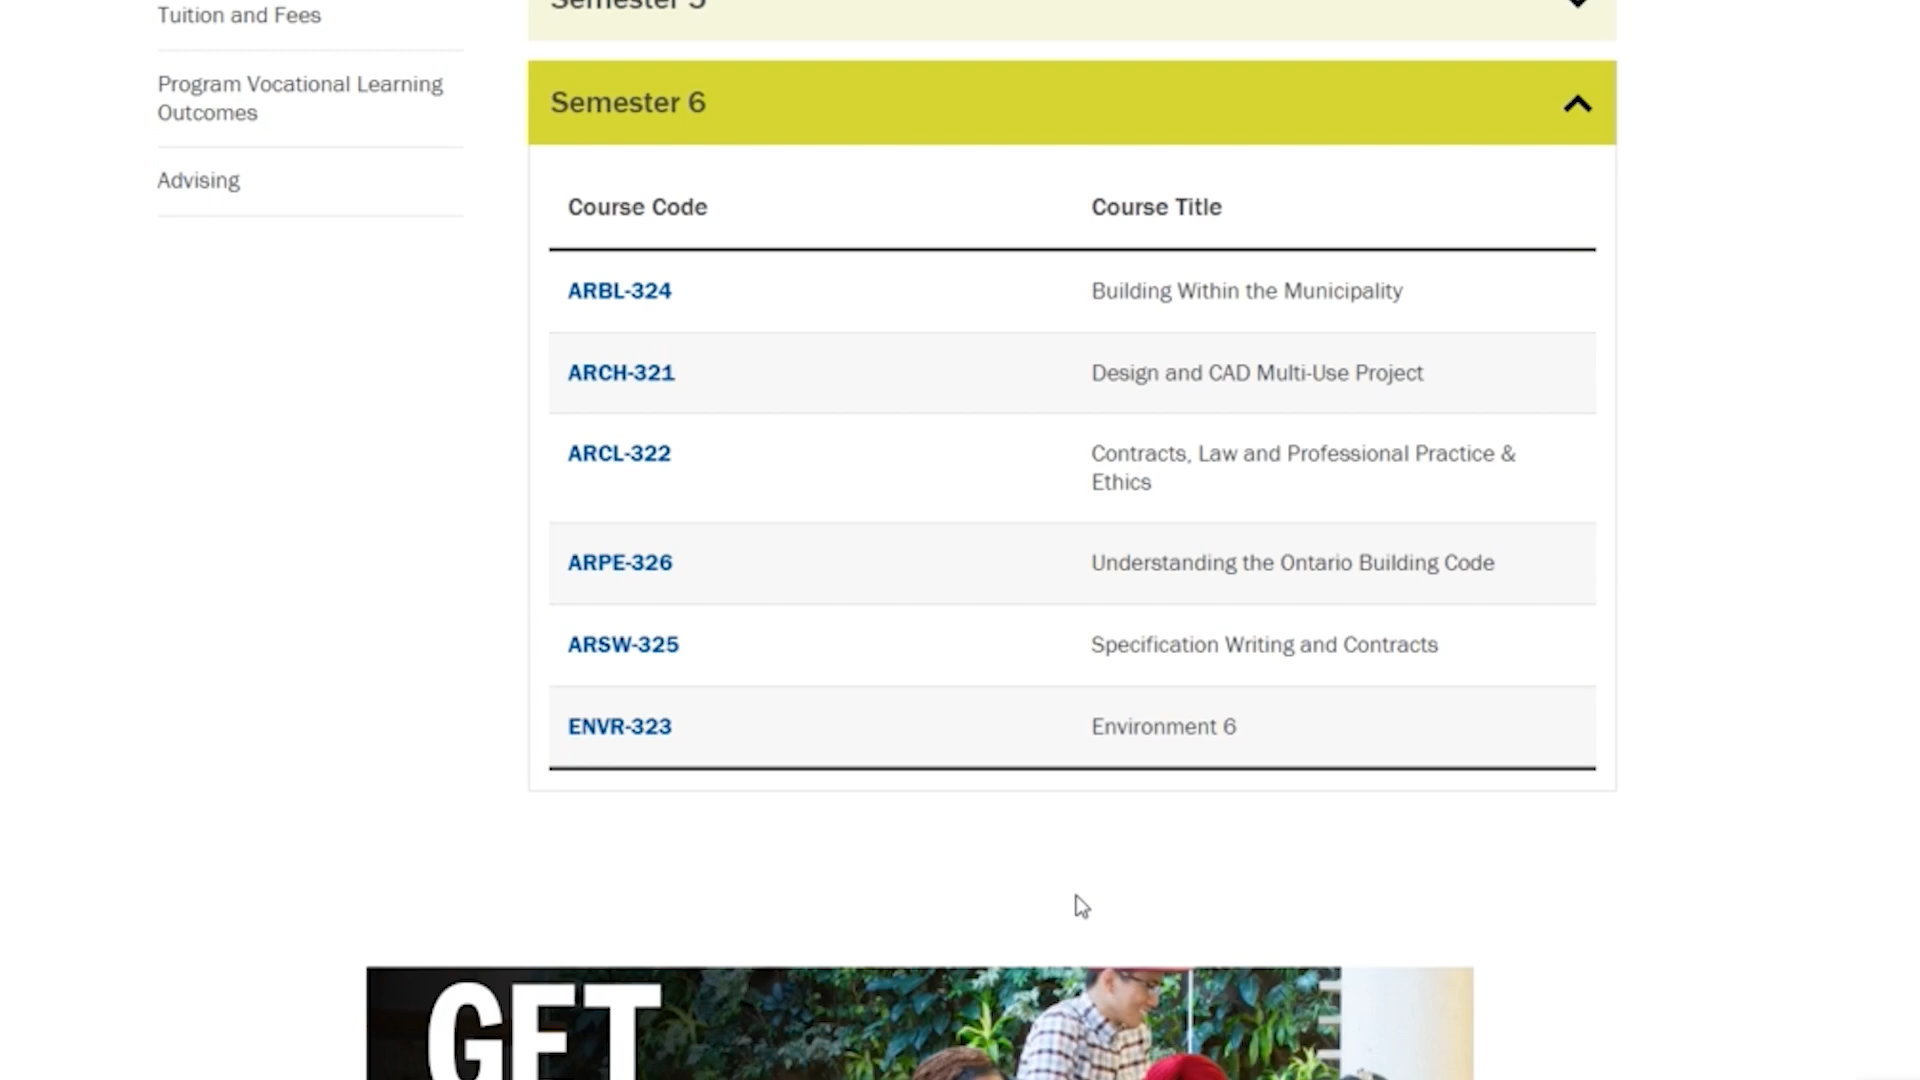 Tuition and Fees
Program Vocational Learning
Outcomes
Advising
Semester 5
Semester 6
Course Code Course Title
ARBL-324 Building Within the Municipality
ARCH-321 Design and CAD Multi-Use Project
ARCL-322 Contracts, Law and Professional Practice &
Ethics
ARPE-326 Understanding the Ontario Building Code
ARSW-325 Specification Writing and Contracts
ENVR-323 Environment 6
GET